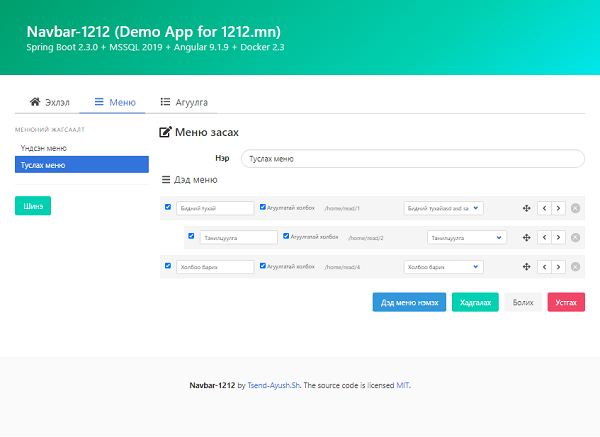 Navbar-1212 (Demo App for 1212.mn)
Spring Boot 2.3.0 + MSSQL 2019 + Angular 9.1.9 + Docker 2.3
Эхлэл Меню Агуулга
МЕНЮНИЙ ЖАГСААЛТ
Үндсэн меню
Туслах меню
Шинэ
Меню засах
Нэр Туслах меню
Дэд меню
Бидний тухай Агуулгатай холбох /home/read/1 Бидний тухайasd asd sa
Танилцуулга Агуулгатай холбох /home/read/2 Танилцуулга
Холбоо барих Агуулгатай холбох /home/read/4 Холбоо барих
Дэд меню нэмэх Хадгалах Болих Устгах
Navbar-1212 by Tsend-Ayush.Sh. The source code is licensed MIT.